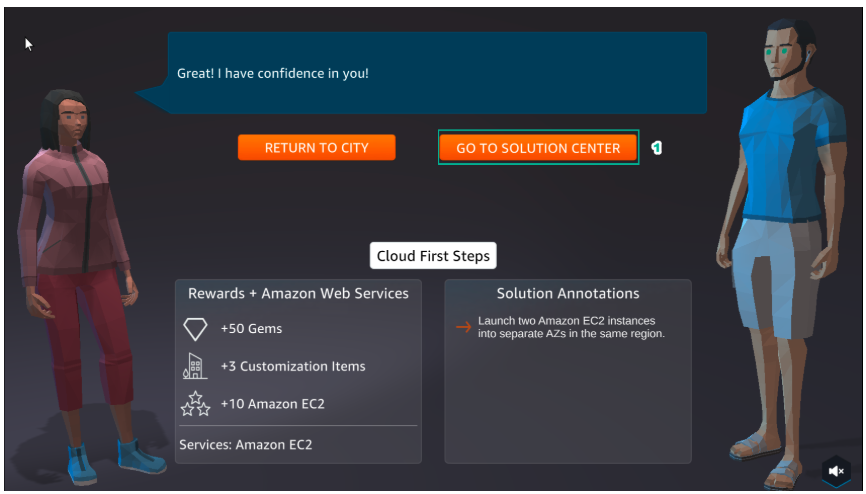 Great! I have confidence in you!
RETURN TO CITY
GO TO SOLUTION CENTER
1
Cloud First Steps
Rewards + Amazon Web Services
+50 Gems
+3 Customization Items
+10 Amazon EC2
Services: Amazon EC2
Solution Annotations
Launch two Amazon EC2 instances
into separate AZs in the same region.